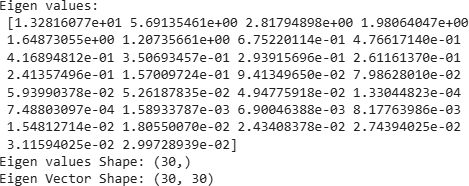 Eigen values:
[1.32816077e+01 5.69135461e+00 2.81794898e+00 1.98064047e+00
1.64873055e+00 1.20735661e+00 6.75220114e-01 4.76617140e-01
4.16894812e-01 3.50693457e-01 2.93915696e-01 2.61161370e-01
2.41357496e-01 1.57009724e-01 9.41349650e-02 7.98628010e-02
5.93990378e-02 5.26187835e-02 4.94775918e-02 1.33044823e-04
7.48803097e-04 1.58933787e-03 6.90046388e-03 8.17763986e-03
1.54812714e-02 1.80550070e-02 2.43408378e-02 2.74394025e-02
3.11594025e-02 2.99728939e-02]
Eigen values Shape: (30,)
Eigen Vector Shape: (30, 30)